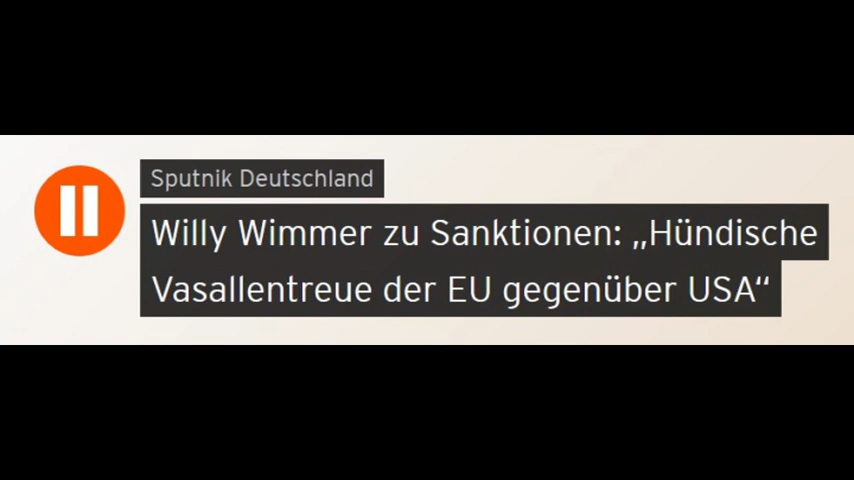 Sputnik Deutschland
Willy Wimmer zu Sanktionen: „Hündische
Vasallentreue der EU gegenüber USA“